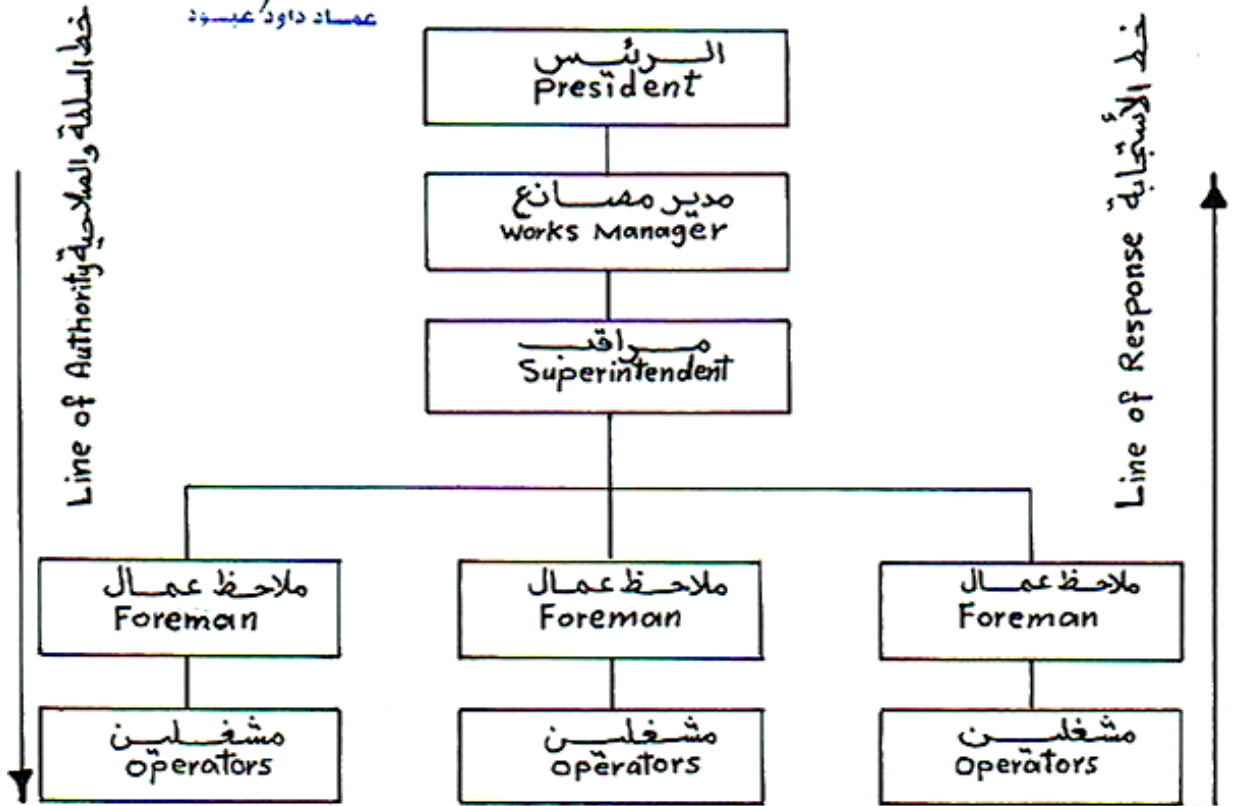 عماد داود عبود
خط السلطة والصلاحية Line of Authority
خط الأستجابة Line of Response
الرئيس
President
مدير مصانع
Works Manager
مراقب
Superintendent
ملاحظ عمال
Foreman
ملاحظ عمال
Foreman
ملاحظ عمال
Foreman
مشغلين
Operators
مشغلين
Operators
مشغلين
Operators